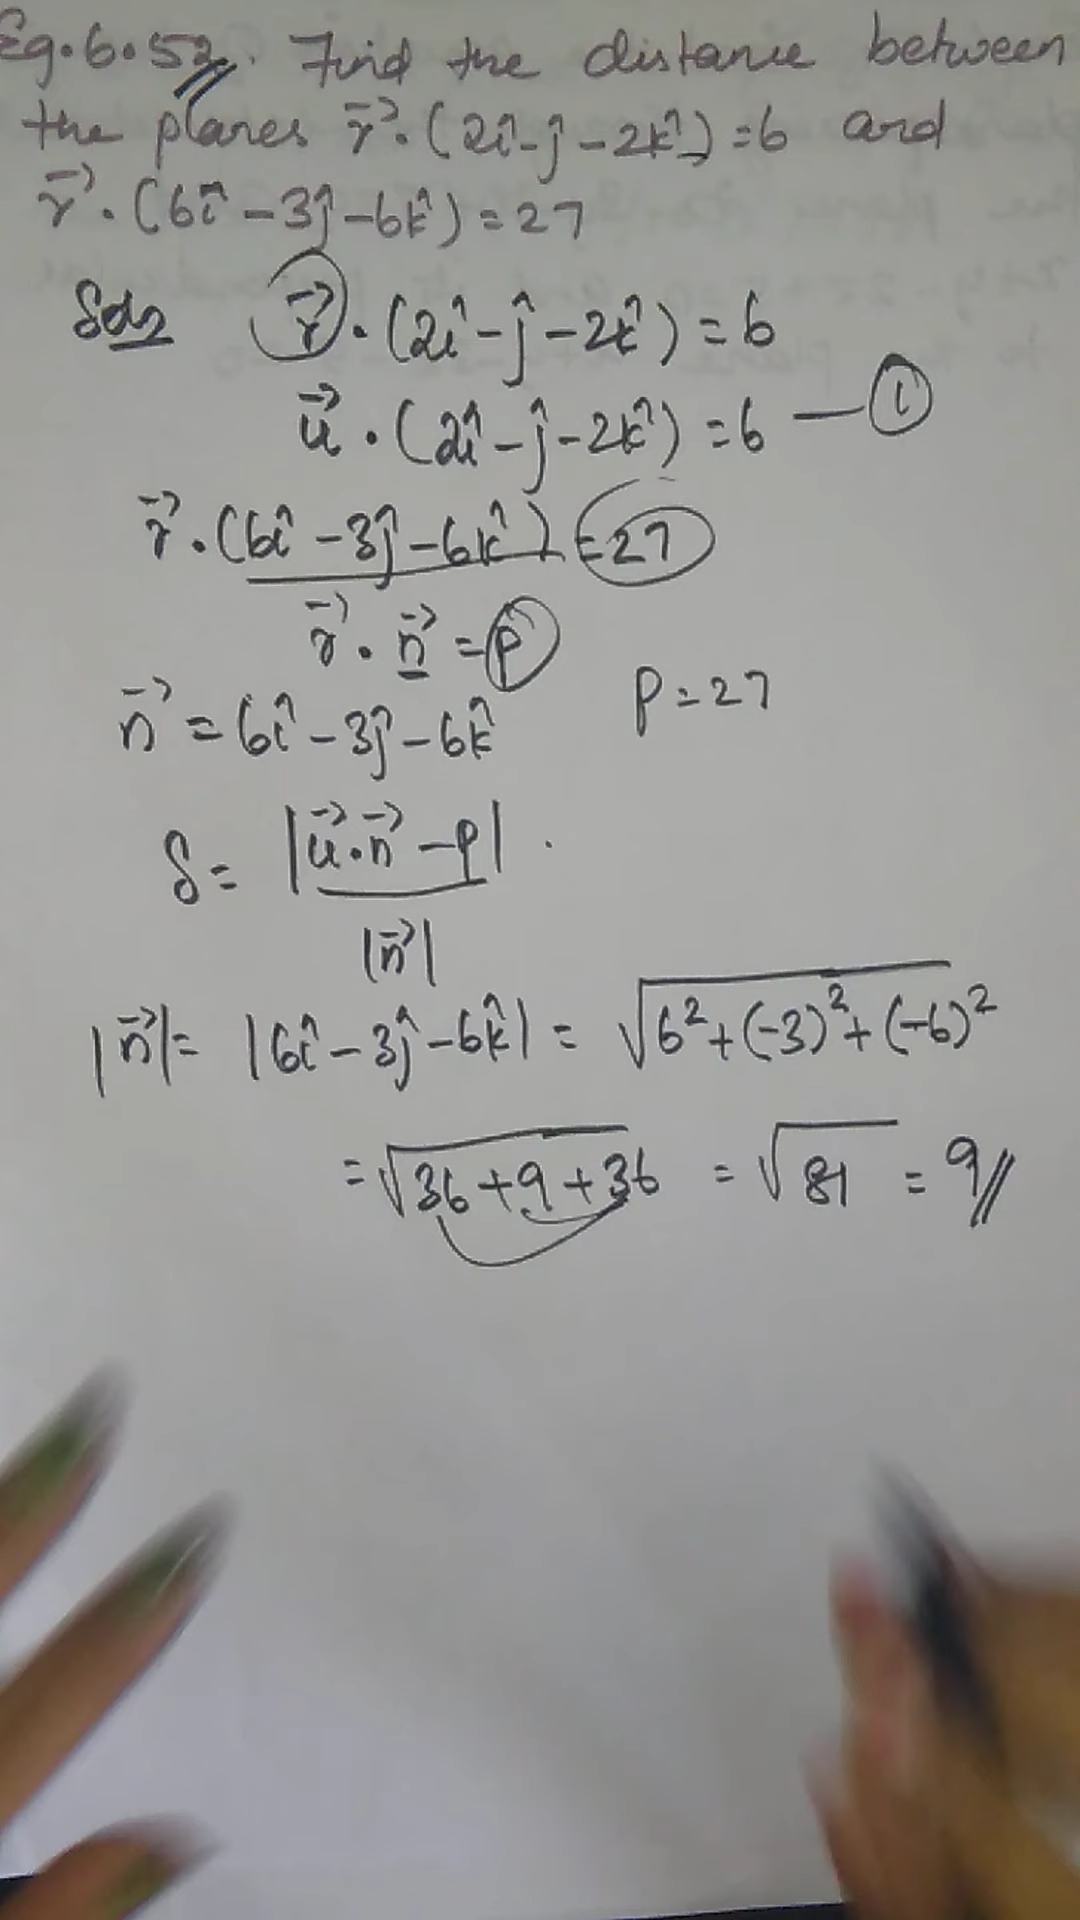 Eg. 6.52. Find the distance between
the planes r⃗ . (2î - ĵ - 2k̂) = 6 and
r⃗ . (6î - 3ĵ - 6k̂) = 27
Soln r⃗ . (2î - ĵ - 2k̂) = 6
u⃗ . (2î - ĵ - 2k̂) = 6 — ①
r⃗ . (6î - 3ĵ - 6k̂) = 27
r⃗ . n⃗ = p
n⃗ = 6î - 3ĵ - 6k̂ p = 27
δ = |u⃗ . n⃗ - p| / |n⃗|
|n⃗| = |6î - 3ĵ - 6k̂| = √(6² + (-3)² + (-6)²)
= √(36 + 9 + 36) = √81 = 9//